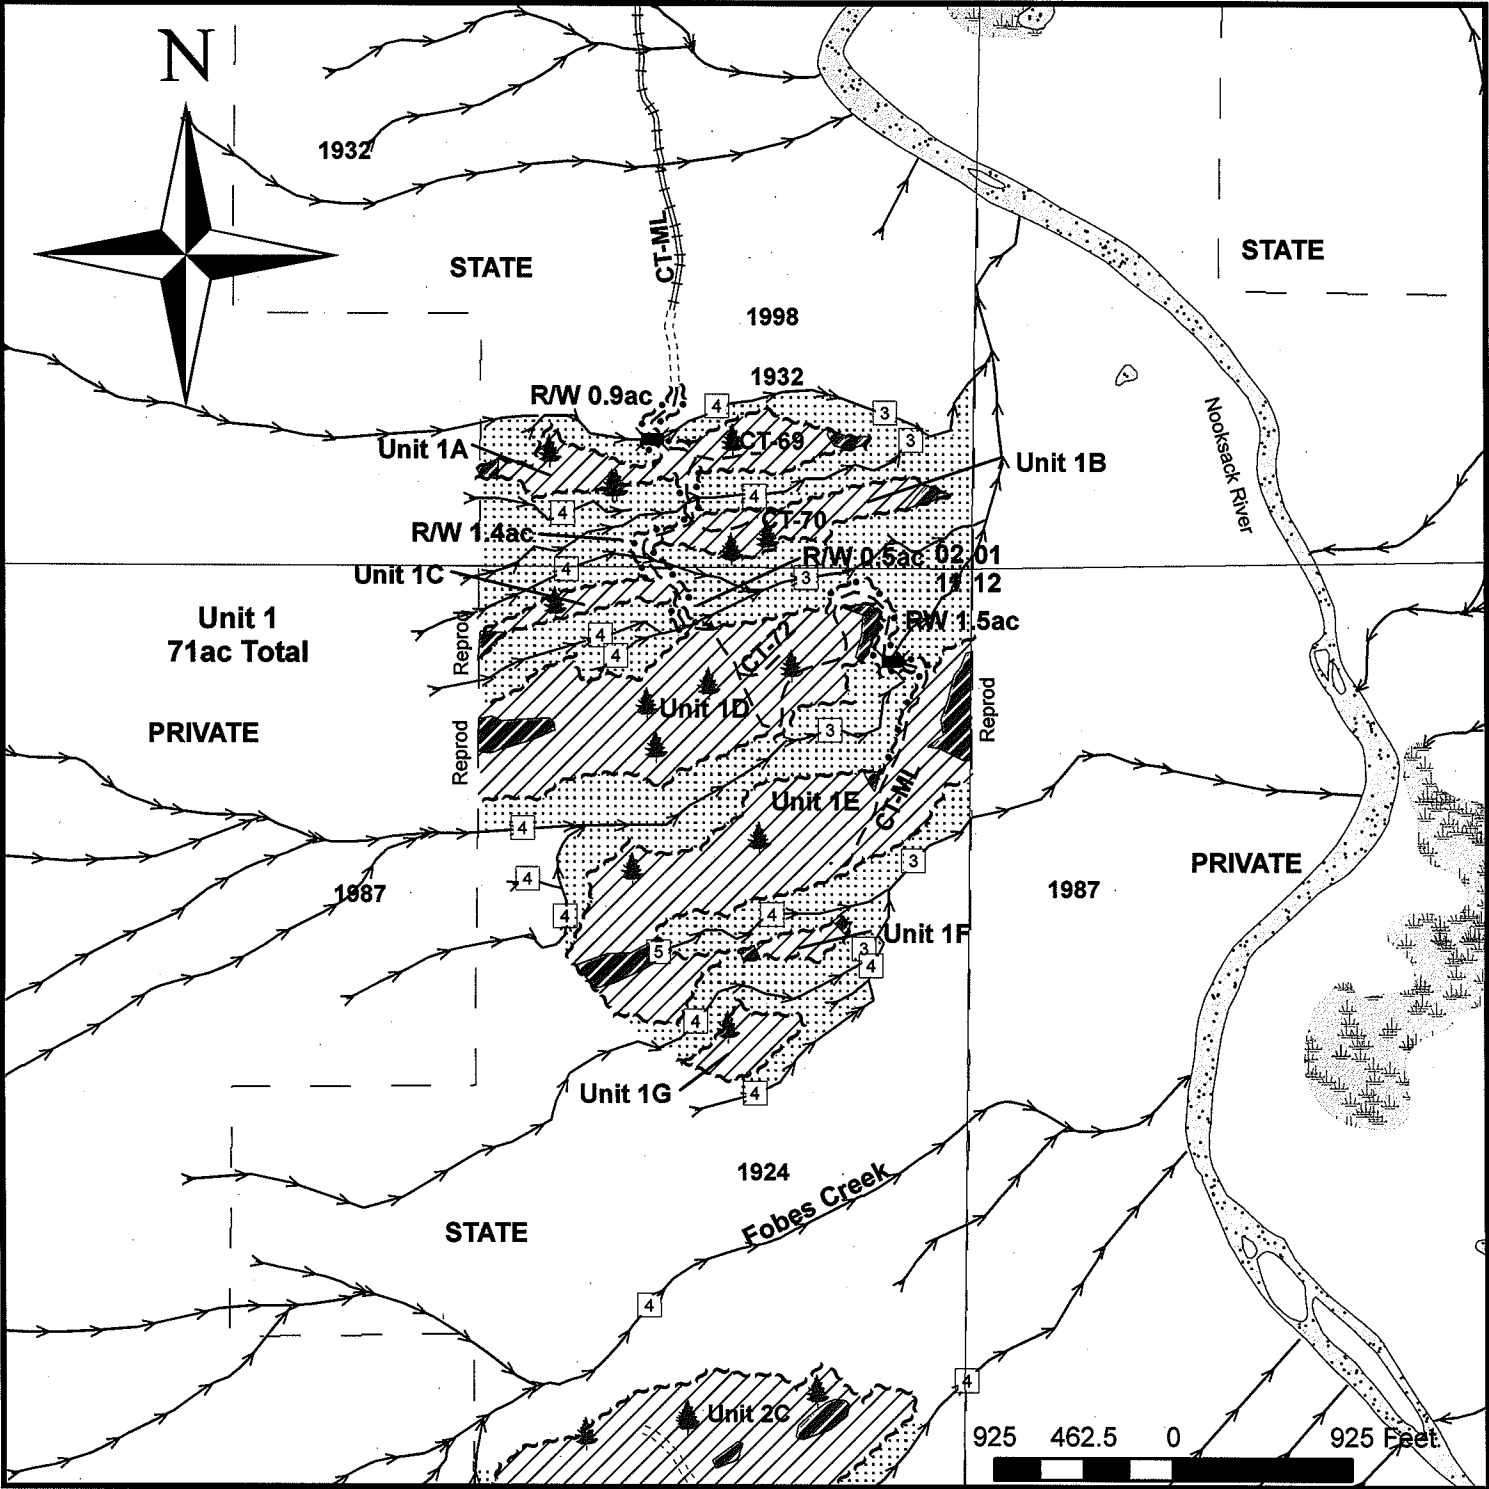 N
1932
CT-ML
STATE
STATE
1998
1932
R/W 0.9ac
4
3
CT-69
3
Unit 1A
Unit 1B
4
4
CT-70
Nooksack River
R/W 1.4ac
R/W 0.5ac
02 01
4
3
12
Unit 1C
Unit 1
71ac Total
Reprod
4
4
CT-72
RW 1.5ac
Unit 1D
Reprod
PRIVATE
Reprod
3
Unit 1E
CT-ML
4
3
PRIVATE
4
1987
1987
4
4
5
Unit 1F
3
4
4
Unit 1G
4
1924
Fobes Creek
STATE
4
4
Unit 2C
925 462.5 0 925 Feet